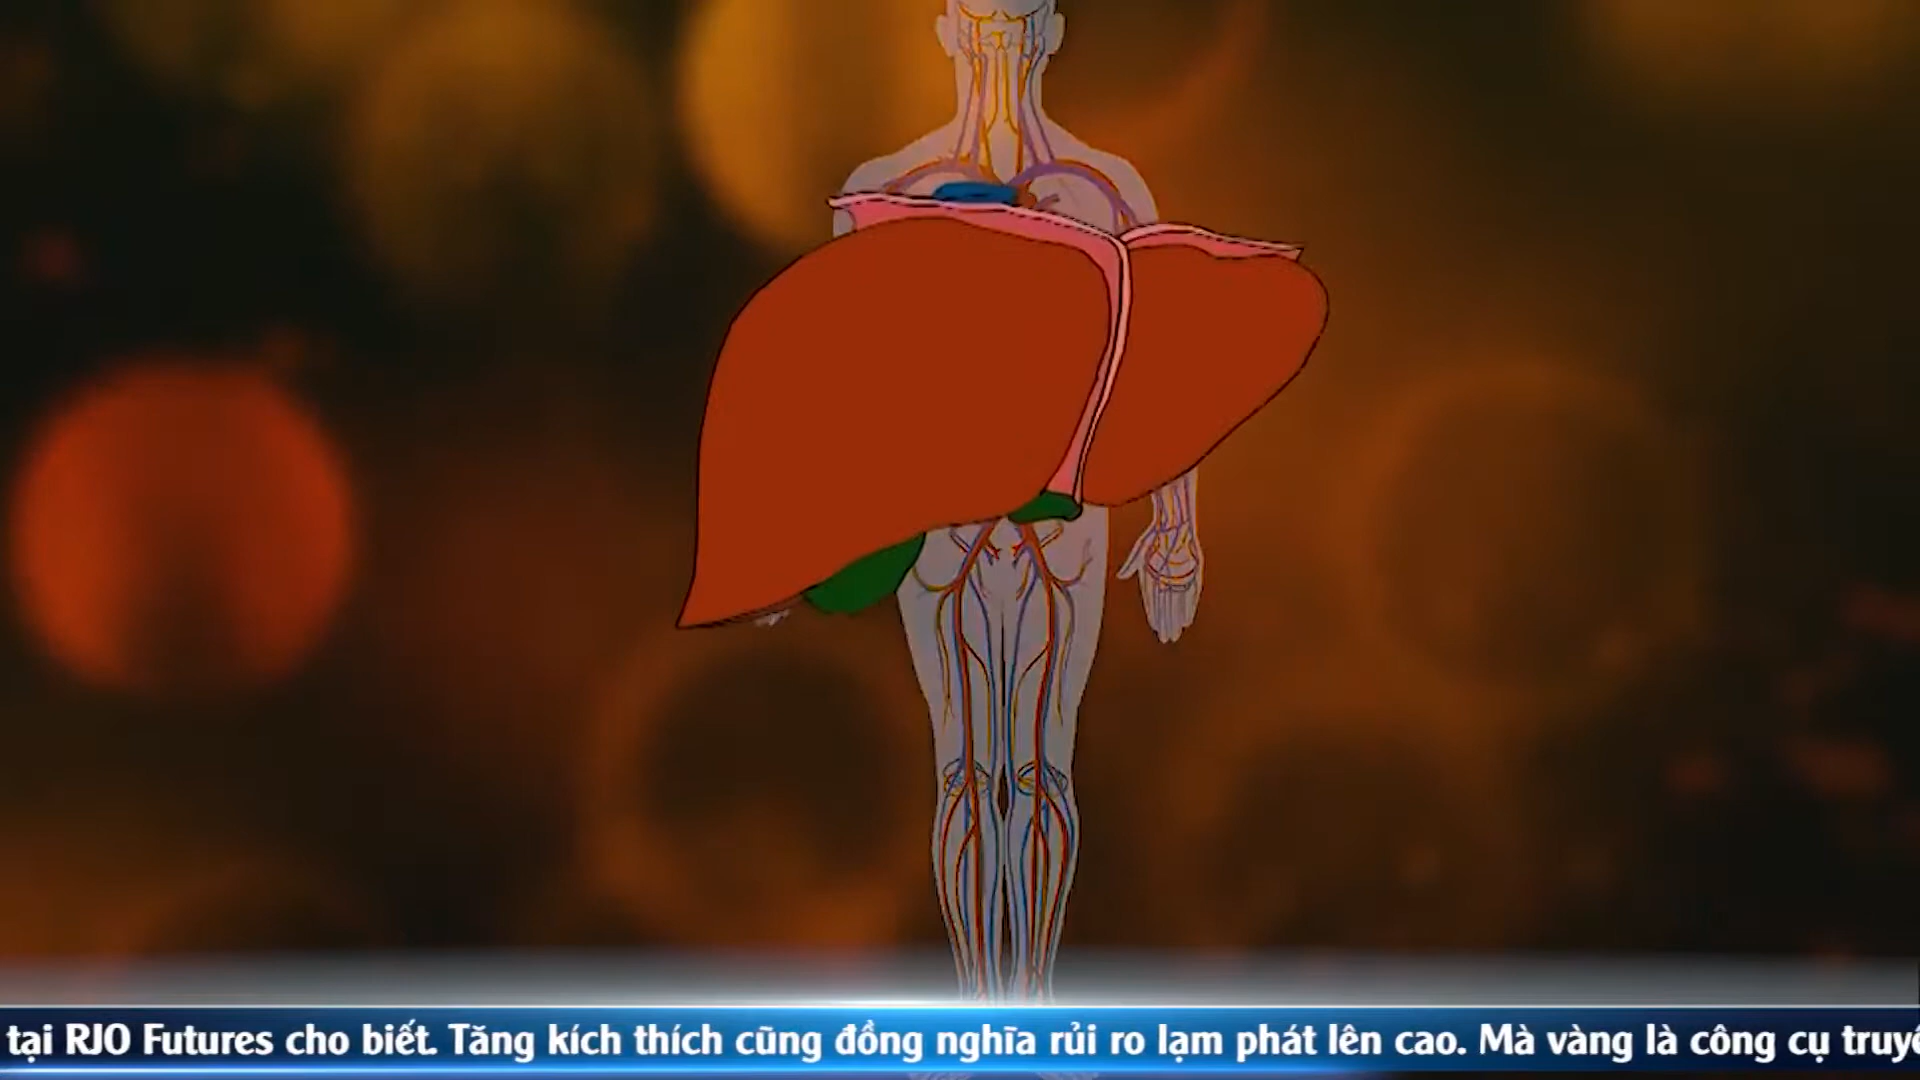 tại RJO Futures cho biết. Tăng kích thích cũng đồng nghĩa rủi ro lạm phát lên cao. Mà vàng là công cụ